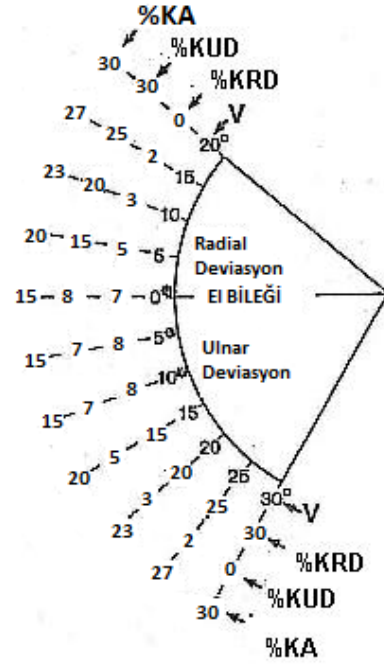 %KA
%KUD
30 30 %KRD
0 V
20°
27 25 2 15
23 20 3 10
20 15 5 5
Radial
Deviasyon
15 8 7 0° El BİLEĞİ
15 7 8 5°
Ulnar
Deviasyon
15 7 8 10°
20 5 15 15
23 3 20 20
27 2 25 25
30°
V
30 %KRD
0 %KUD
30 %KA